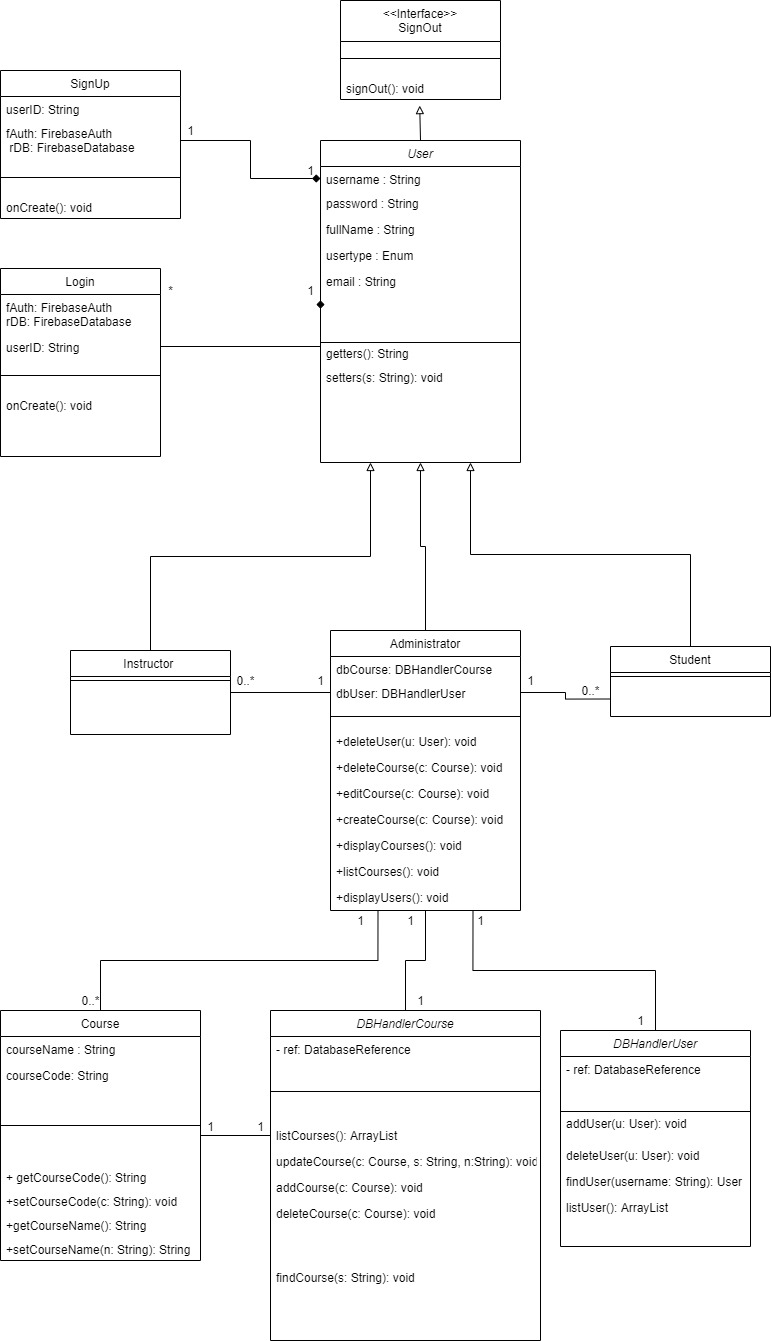 <<Interface>>
SignOut
signOut(): void
SignUp
userID: String
fAuth: FirebaseAuth
rDB: FirebaseDatabase
onCreate(): void
1
1
User
username : String
password : String
fullName : String
usertype : Enum
email : String
getters(): String
setters(s: String): void
Login
fAuth: FirebaseAuth
rDB: FirebaseDatabase
userID: String
onCreate(): void
*
1
Instructor
0..*
1
Administrator
dbCourse: DBHandlerCourse
dbUser: DBHandlerUser
+deleteUser(u: User): void
+deleteCourse(c: Course): void
+editCourse(c: Course): void
+createCourse(c: Course): void
+displayCourses(): void
+listCourses(): void
+displayUsers(): void
1
0..*
Student
1
1
1
0..*
1
1
Course
courseName : String
courseCode: String
+ getCourseCode(): String
+setCourseCode(c: String): void
+getCourseName(): String
+setCourseName(n: String): String
1
1
DBHandlerCourse
- ref: DatabaseReference
listCourses(): ArrayList
updateCourse(c: Course, s: String, n:String): void
addCourse(c: Course): void
deleteCourse(c: Course): void
findCourse(s: String): void
DBHandlerUser
- ref: DatabaseReference
addUser(u: User): void
deleteUser(u: User): void
findUser(username: String): User
listUser(): ArrayList